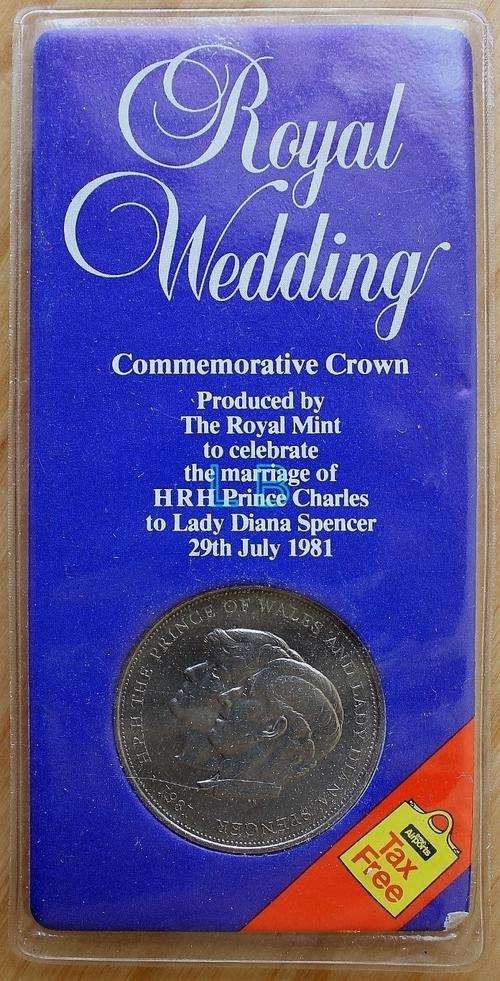 Royal
Wedding
Commemorative Crown
Produced by
The Royal Mint
to celebrate
the marriage of
HRH Prince Charles
to Lady Diana Spencer
29th July 1981
LB
H.R.H. THE PRINCE OF WALES AND LADY DIANA SPENCER 1981
Airports
Tax
Free